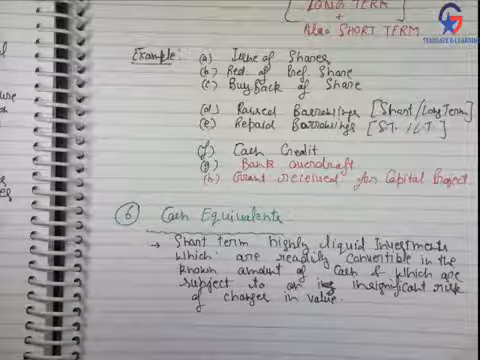 LONG TERM
+
Also SHORT TERM
STARGATE E-LEARNING
Example:
(a) Issue of Shares
(b) Red. of Pref. Share
(c) Buy Back of Share
(d) Raised Borrowings [Short/Long Term]
(e) Repaid Borrowings [S.T./L.T]
(f) Cash Credit
(g) Bank overdraft
(h) Grant received for Capital Project
⑥ Cash Equivalents
→ Short term highly liquid Investments
which are readily convertible in the
known amount of Cash & which are
subject to an insignificant risk
of changes in value.